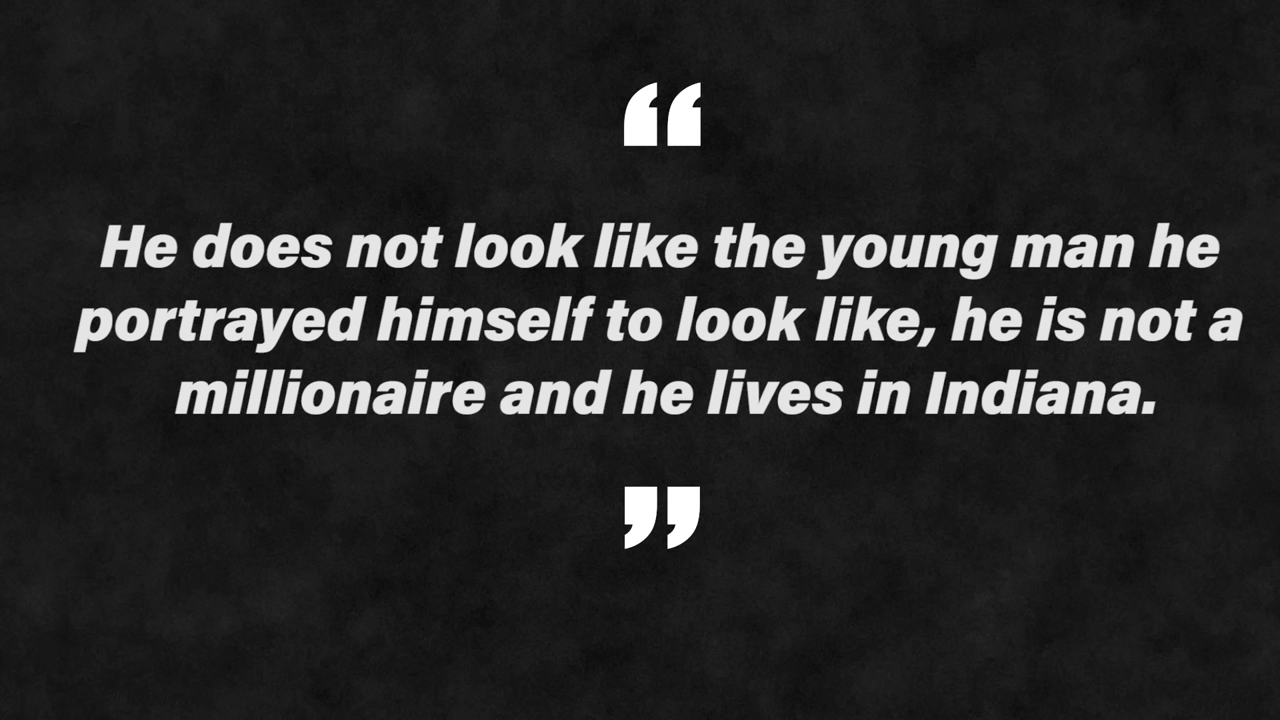 “
He does not look like the young man he
portrayed himself to look like, he is not a
millionaire and he lives in Indiana.
”